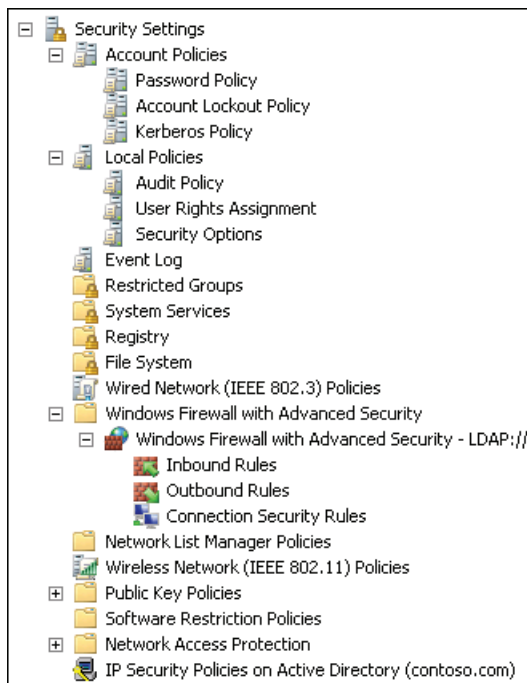 Security Settings
Account Policies
Password Policy
Account Lockout Policy
Kerberos Policy
Local Policies
Audit Policy
User Rights Assignment
Security Options
Event Log
Restricted Groups
System Services
Registry
File System
Wired Network (IEEE 802.3) Policies
Windows Firewall with Advanced Security
Windows Firewall with Advanced Security - LDAP://
Inbound Rules
Outbound Rules
Connection Security Rules
Network List Manager Policies
Wireless Network (IEEE 802.11) Policies
Public Key Policies
Software Restriction Policies
Network Access Protection
IP Security Policies on Active Directory (contoso.com)